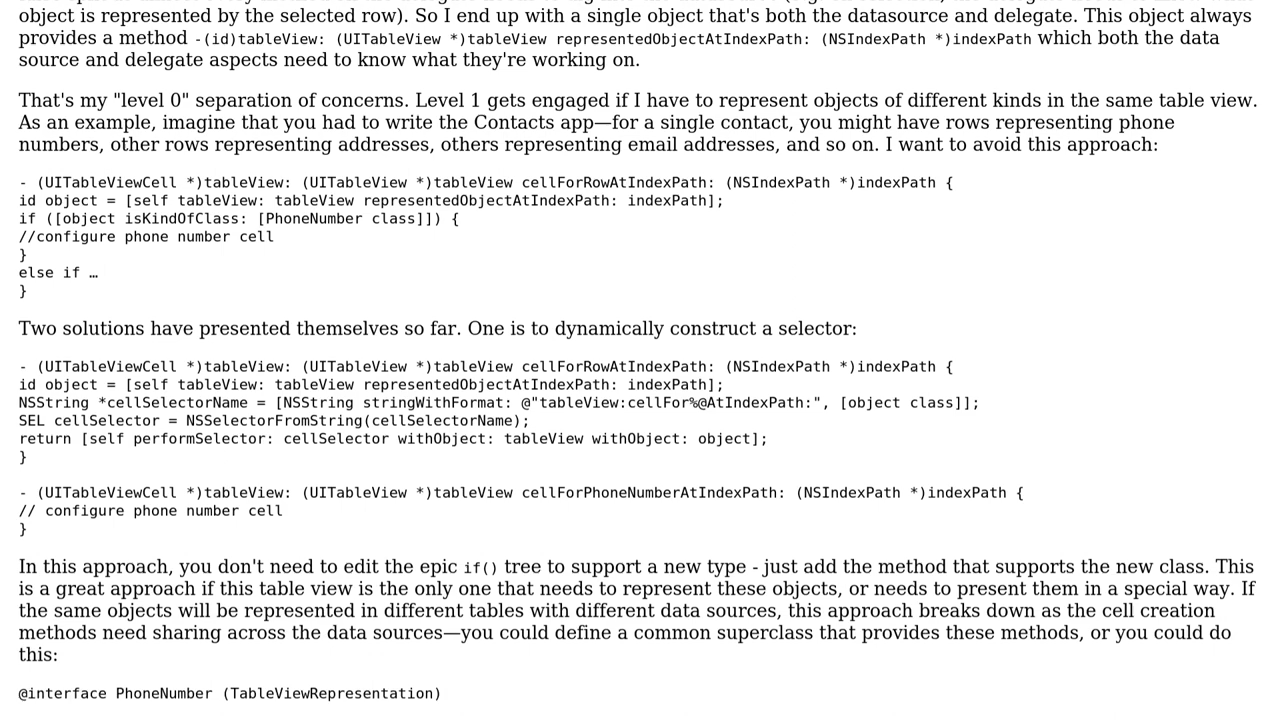 object is represented by the selected row). So I end up with a single object that's both the datasource and delegate. This object always
provides a method -(id)tableView: (UITableView *)tableView representedObjectAtIndexPath: (NSIndexPath *)indexPath which both the data
source and delegate aspects need to know what they're working on.
That's my "level 0" separation of concerns. Level 1 gets engaged if I have to represent objects of different kinds in the same table view.
As an example, imagine that you had to write the Contacts app—for a single contact, you might have rows representing phone
numbers, other rows representing addresses, others representing email addresses, and so on. I want to avoid this approach:
- (UITableViewCell *)tableView: (UITableView *)tableView cellForRowAtIndexPath: (NSIndexPath *)indexPath {
id object = [self tableView: tableView representedObjectAtIndexPath: indexPath];
if ([object isKindOfClass: [PhoneNumber class]]) {
//configure phone number cell
}
else if …
}
Two solutions have presented themselves so far. One is to dynamically construct a selector:
- (UITableViewCell *)tableView: (UITableView *)tableView cellForRowAtIndexPath: (NSIndexPath *)indexPath {
id object = [self tableView: tableView representedObjectAtIndexPath: indexPath];
NSString *cellSelectorName = [NSString stringWithFormat: @"tableView:cellFor%@AtIndexPath:", [object class]];
SEL cellSelector = NSSelectorFromString(cellSelectorName);
return [self performSelector: cellSelector withObject: tableView withObject: object];
}
- (UITableViewCell *)tableView: (UITableView *)tableView cellForPhoneNumberAtIndexPath: (NSIndexPath *)indexPath {
// configure phone number cell
}
In this approach, you don't need to edit the epic if() tree to support a new type - just add the method that supports the new class. This
is a great approach if this table view is the only one that needs to represent these objects, or needs to present them in a special way. If
the same objects will be represented in different tables with different data sources, this approach breaks down as the cell creation
methods need sharing across the data sources—you could define a common superclass that provides these methods, or you could do
this:
@interface PhoneNumber (TableViewRepresentation)